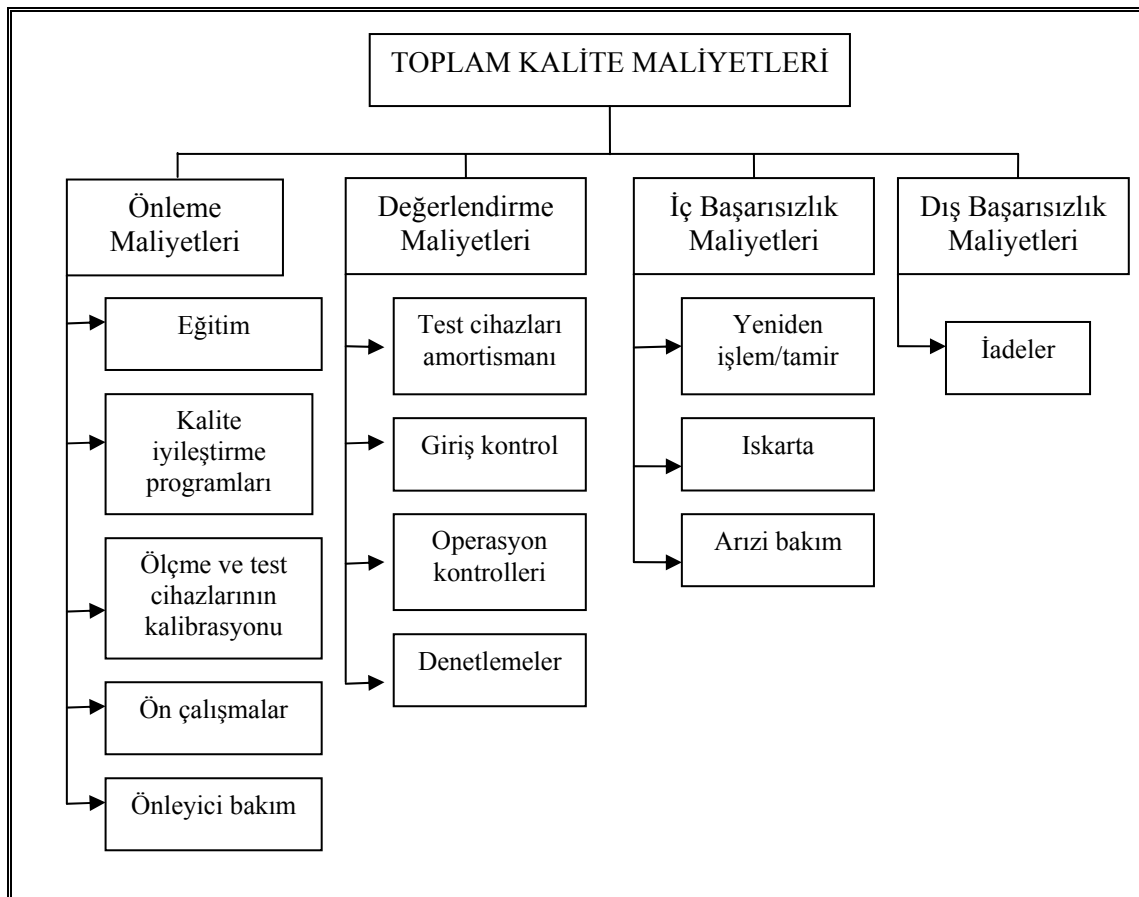 TOPLAM KALİTE MALİYETLERİ
Önleme
Maliyetleri
Eğitim
Kalite
iyileştirme
programları
Ölçme ve test
cihazlarının
kalibrasyonu
Ön çalışmalar
Önleyici bakım
Değerlendirme
Maliyetleri
Test cihazları
amortismanı
Giriş kontrol
Operasyon
kontrolleri
Denetlemeler
İç Başarısızlık
Maliyetleri
Yeniden
işlem/tamir
Iskarta
Arızi bakım
Dış Başarısızlık
Maliyetleri
İadeler